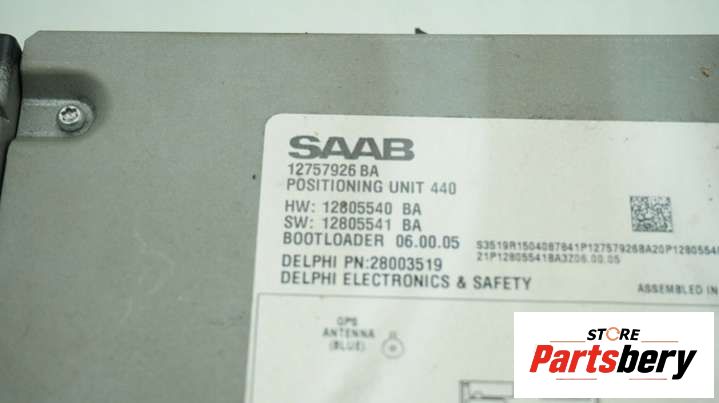 SAAB
12757926 BA
POSITIONING UNIT 440
HW: 12805540 BA
SW: 12805541 BA
BOOTLOADER 06.00.05
DELPHI PN:28003519
DELPHI ELECTRONICS & SAFETY
S3519R1504087841P12757926BA20P1280554
21P12805541BA3Z06.00.05
ASSEMBLED IN
GPS
ANTENNA
(BLUE)
STORE
Partsbery